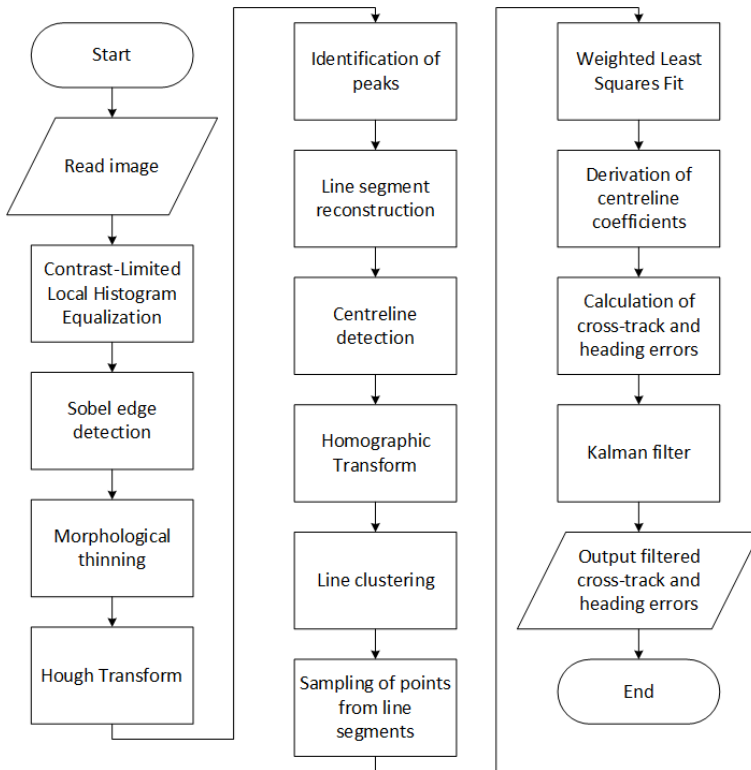 Start
Read image
Contrast-Limited
Local Histogram
Equalization
Sobel edge
detection
Morphological
thinning
Hough Transform
Identification of
peaks
Line segment
reconstruction
Centreline
detection
Homographic
Transform
Line clustering
Sampling of points
from line
segments
Weighted Least
Squares Fit
Derivation of
centreline
coefficients
Calculation of
cross-track and
heading errors
Kalman filter
Output filtered
cross-track and
heading errors
End